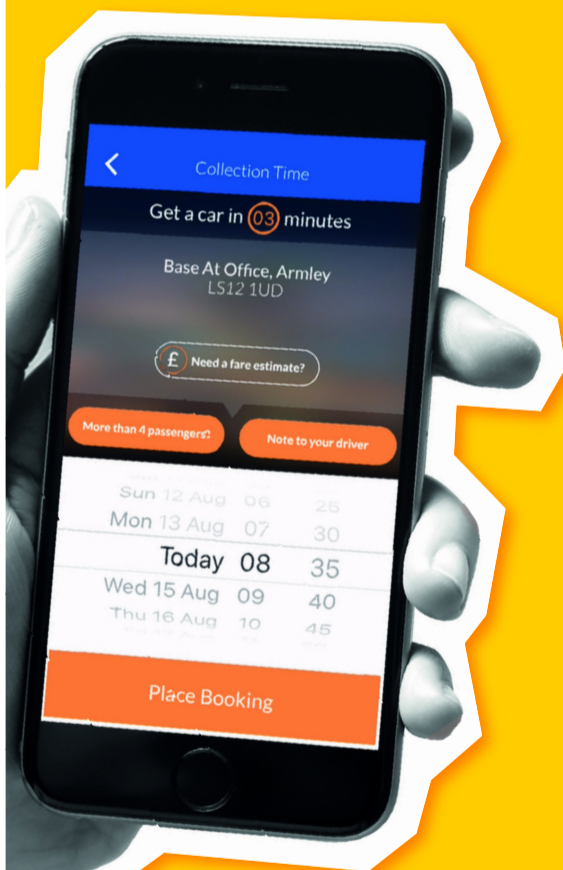 Collection Time
Get a car in 03 minutes
Base At Office, Armley
LS12 1UD
£ Need a fare estimate?
More than 4 passengers?
Note to your driver
Sun 12 Aug 06 25
Mon 13 Aug 07 30
Today 08 35
Wed 15 Aug 09 40
Thu 16 Aug 10 45
Place Booking